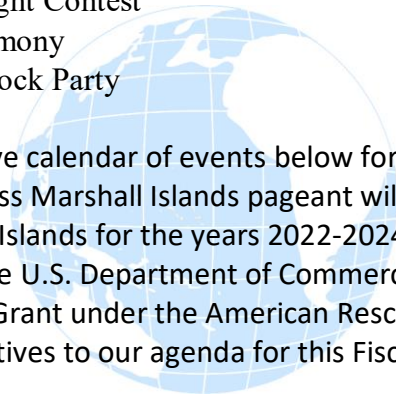 ght Contest
mony
ock Party
ve calendar of events below for
ss Marshall Islands pageant wil
Islands for the years 2022-2024
e U.S. Department of Commerc
Grant under the American Resc
tives to our agenda for this Fisc